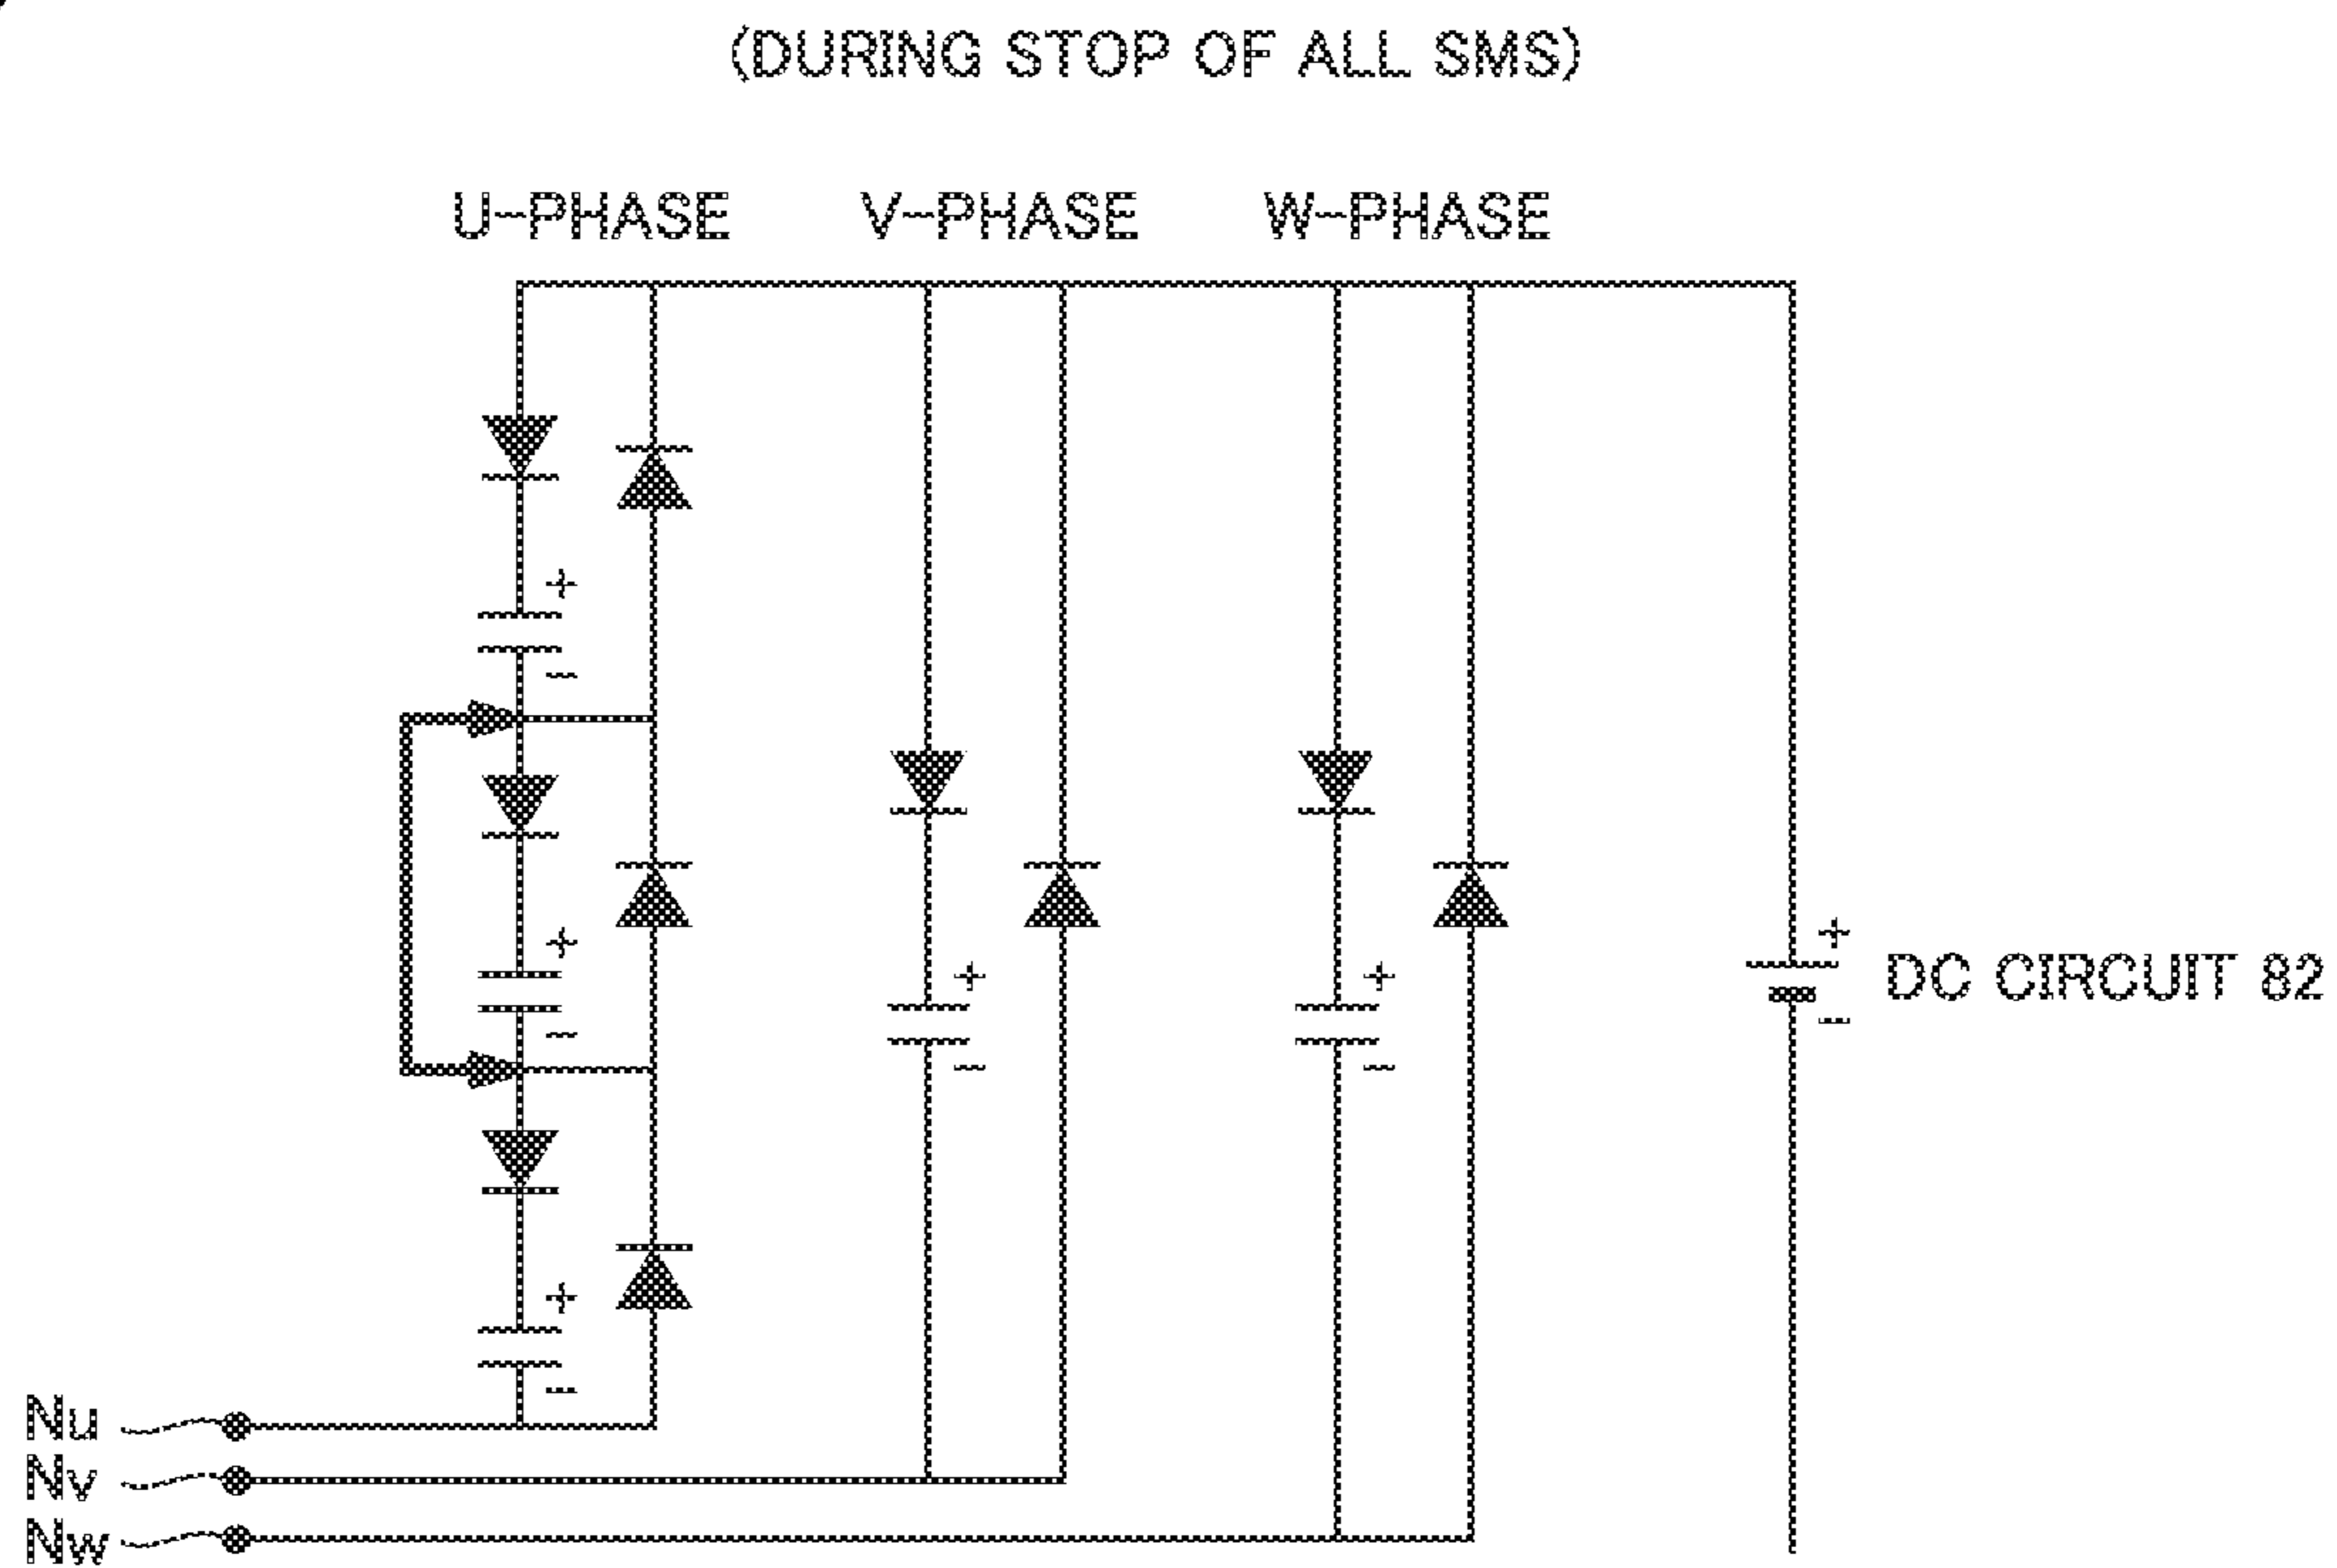 (DURING STOP OF ALL SMS)
U-PHASE V-PHASE W-PHASE
+
-
+
-
+
-
+
-
+
-
+
-
DC CIRCUIT 82
Nu
Nv
Nw